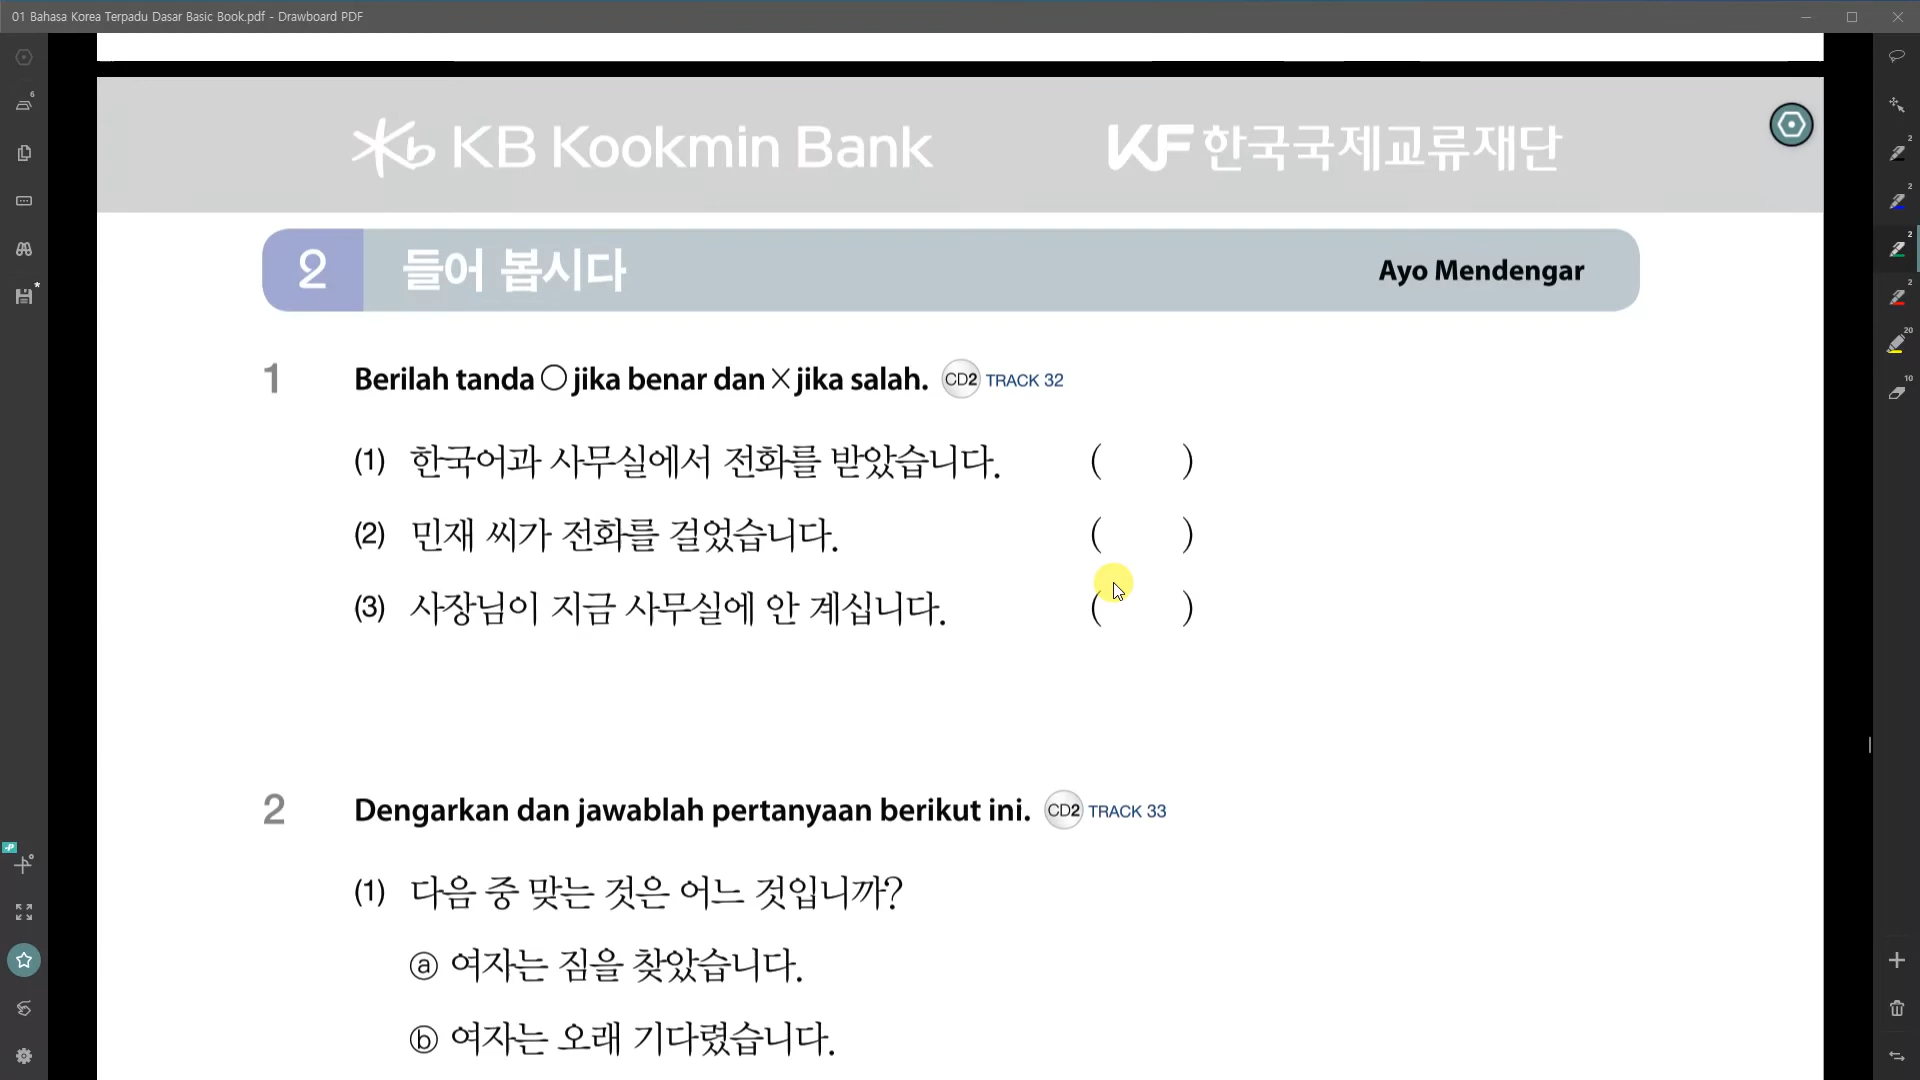 01 Bahasa Korea Terpadu Dasar Basic Book.pdf - Drawboard PDF
KB Kookmin Bank
KF 한국국제교류재단
2 들어 봅시다 Ayo Mendengar
1 Berilah tanda ○ jika benar dan × jika salah. CD2 TRACK 32
(1) 한국어과 사무실에서 전화를 받았습니다. ( )
(2) 민재 씨가 전화를 걸었습니다. ( )
(3) 사장님이 지금 사무실에 안 계십니다. ( )
2 Dengarkan dan jawablah pertanyaan berikut ini. CD2 TRACK 33
(1) 다음 중 맞는 것은 어느 것입니까?
ⓐ 여자는 짐을 찾았습니다.
ⓑ 여자는 오래 기다렸습니다.
6
2
2
2
2
20
10